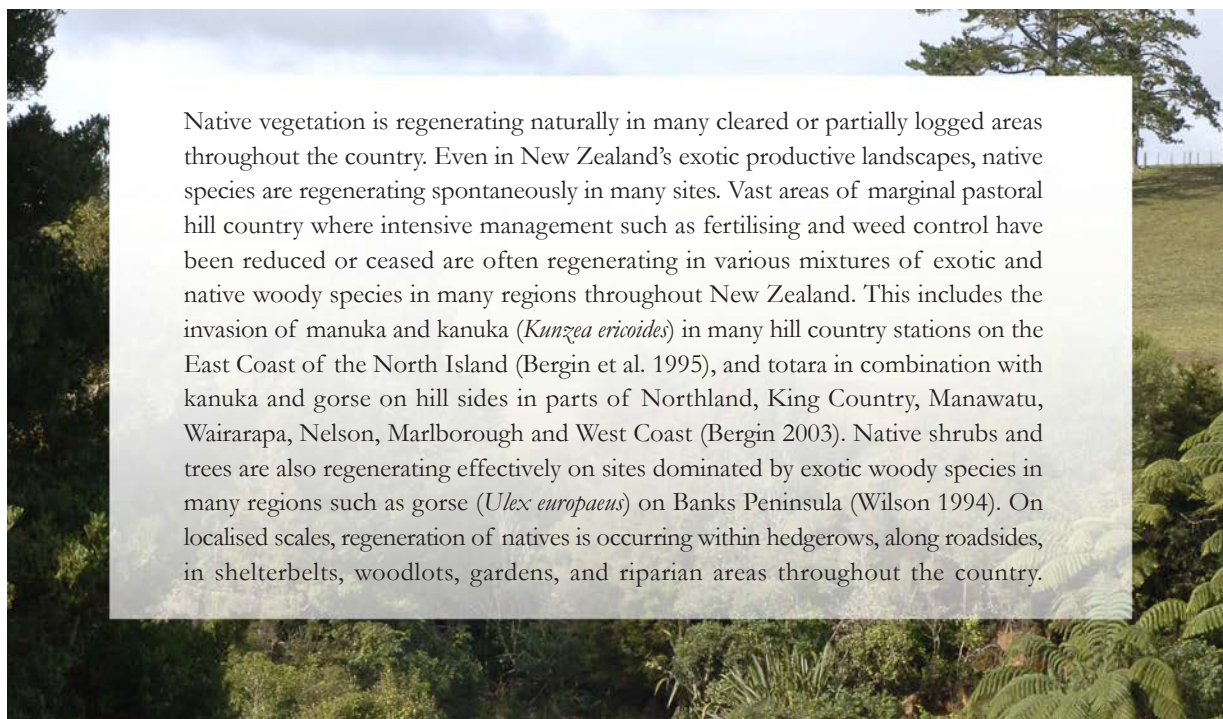 Native vegetation is regenerating naturally in many cleared or partially logged areas
throughout the country. Even in New Zealand’s exotic productive landscapes, native
species are regenerating spontaneously in many sites. Vast areas of marginal pastoral
hill country where intensive management such as fertilising and weed control have
been reduced or ceased are often regenerating in various mixtures of exotic and
native woody species in many regions throughout New Zealand. This includes the
invasion of manuka and kanuka (Kunzea ericoides) in many hill country stations on the
East Coast of the North Island (Bergin et al. 1995), and totara in combination with
kanuka and gorse on hill sides in parts of Northland, King Country, Manawatu,
Wairarapa, Nelson, Marlborough and West Coast (Bergin 2003). Native shrubs and
trees are also regenerating effectively on sites dominated by exotic woody species in
many regions such as gorse (Ulex europaeus) on Banks Peninsula (Wilson 1994). On
localised scales, regeneration of natives is occurring within hedgerows, along roadsides,
in shelterbelts, woodlots, gardens, and riparian areas throughout the country.